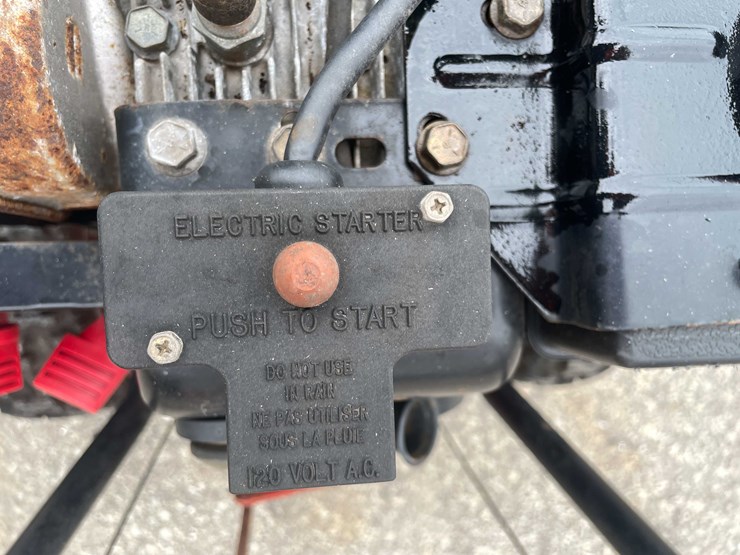 ELECTRIC STARTER
PUSH TO START
DO NOT USE
IN RAIN
NE PAS UTILISER
SOUS LA PLUIE
120 VOLT A.C.